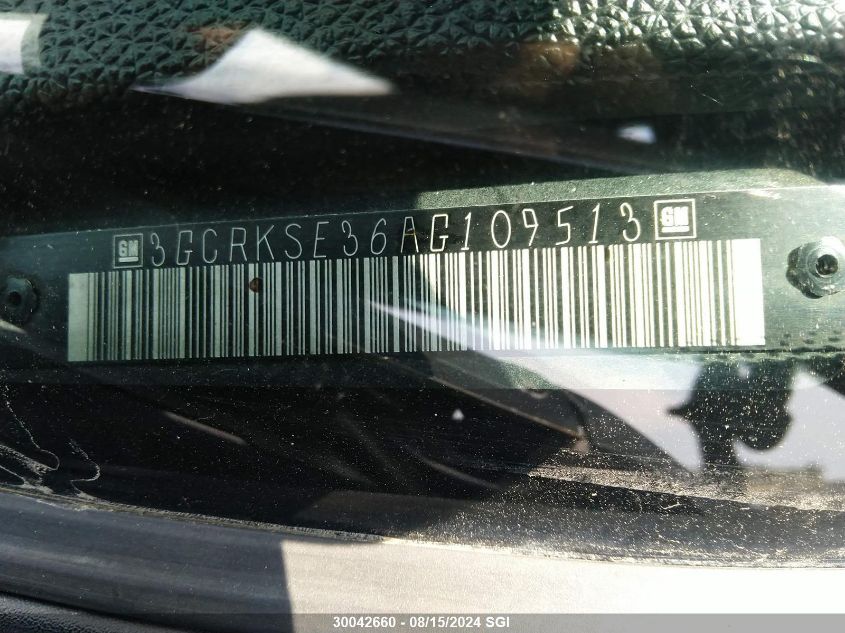 GM 3GCRKSE36AG109513 GM
30042660 - 08/15/2024 SGI